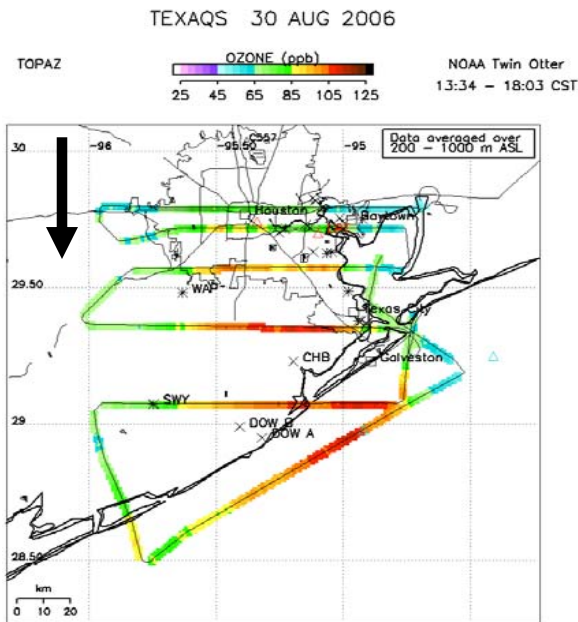 TEXAQS 30 AUG 2006
TOPAZ
OZONE (ppb)
25 45 65 85 105 125
NOAA Twin Otter
13:34 – 18:03 CST
Data averaged over
200 – 1000 m ASL
30
-96
-95.50
-95
C557
Houston
Baytown
29.50
WAP
Texas City
CHB
Galveston
SWY
29
DOW B
DOW A
28.50
km
0 10 20